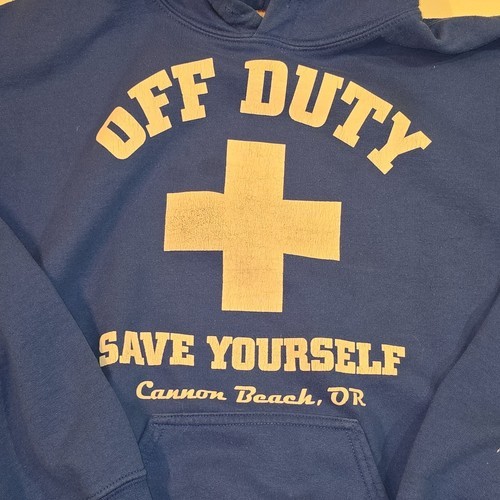 OFF DUTY
SAVE YOURSELF
Cannon Beach, OR